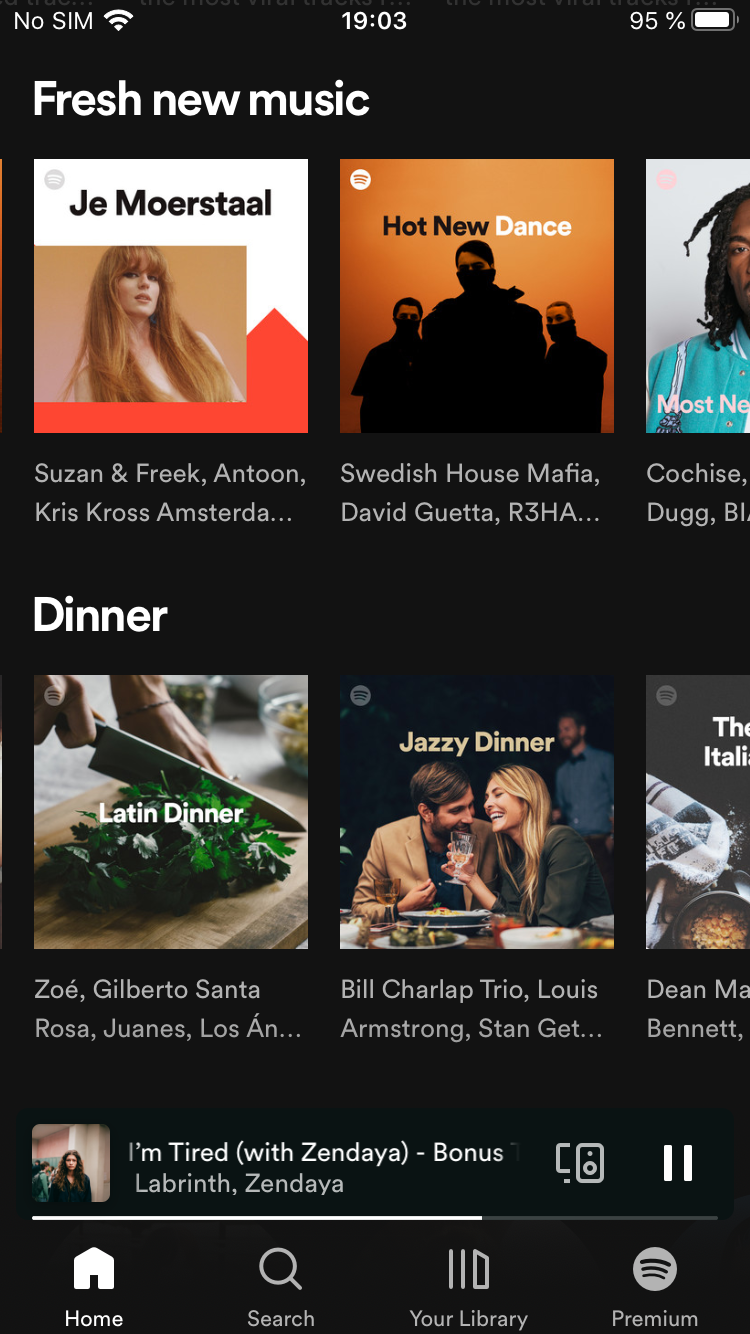 No SIM 19:03 95 %
Fresh new music
Je Moerstaal
Hot New Dance
Most Ne
Suzan & Freek, Antoon,
Kris Kross Amsterda...
Swedish House Mafia,
David Guetta, R3HA...
Cochise,
Dugg, BIA
Dinner
Latin Dinner
Jazzy Dinner
The
Itali
Zoé, Gilberto Santa
Rosa, Juanes, Los Án...
Bill Charlap Trio, Louis
Armstrong, Stan Get...
Dean Ma
Bennett,
I'm Tired (with Zendaya) - Bonus T
Labrinth, Zendaya
Home
Search
Your Library
Premium